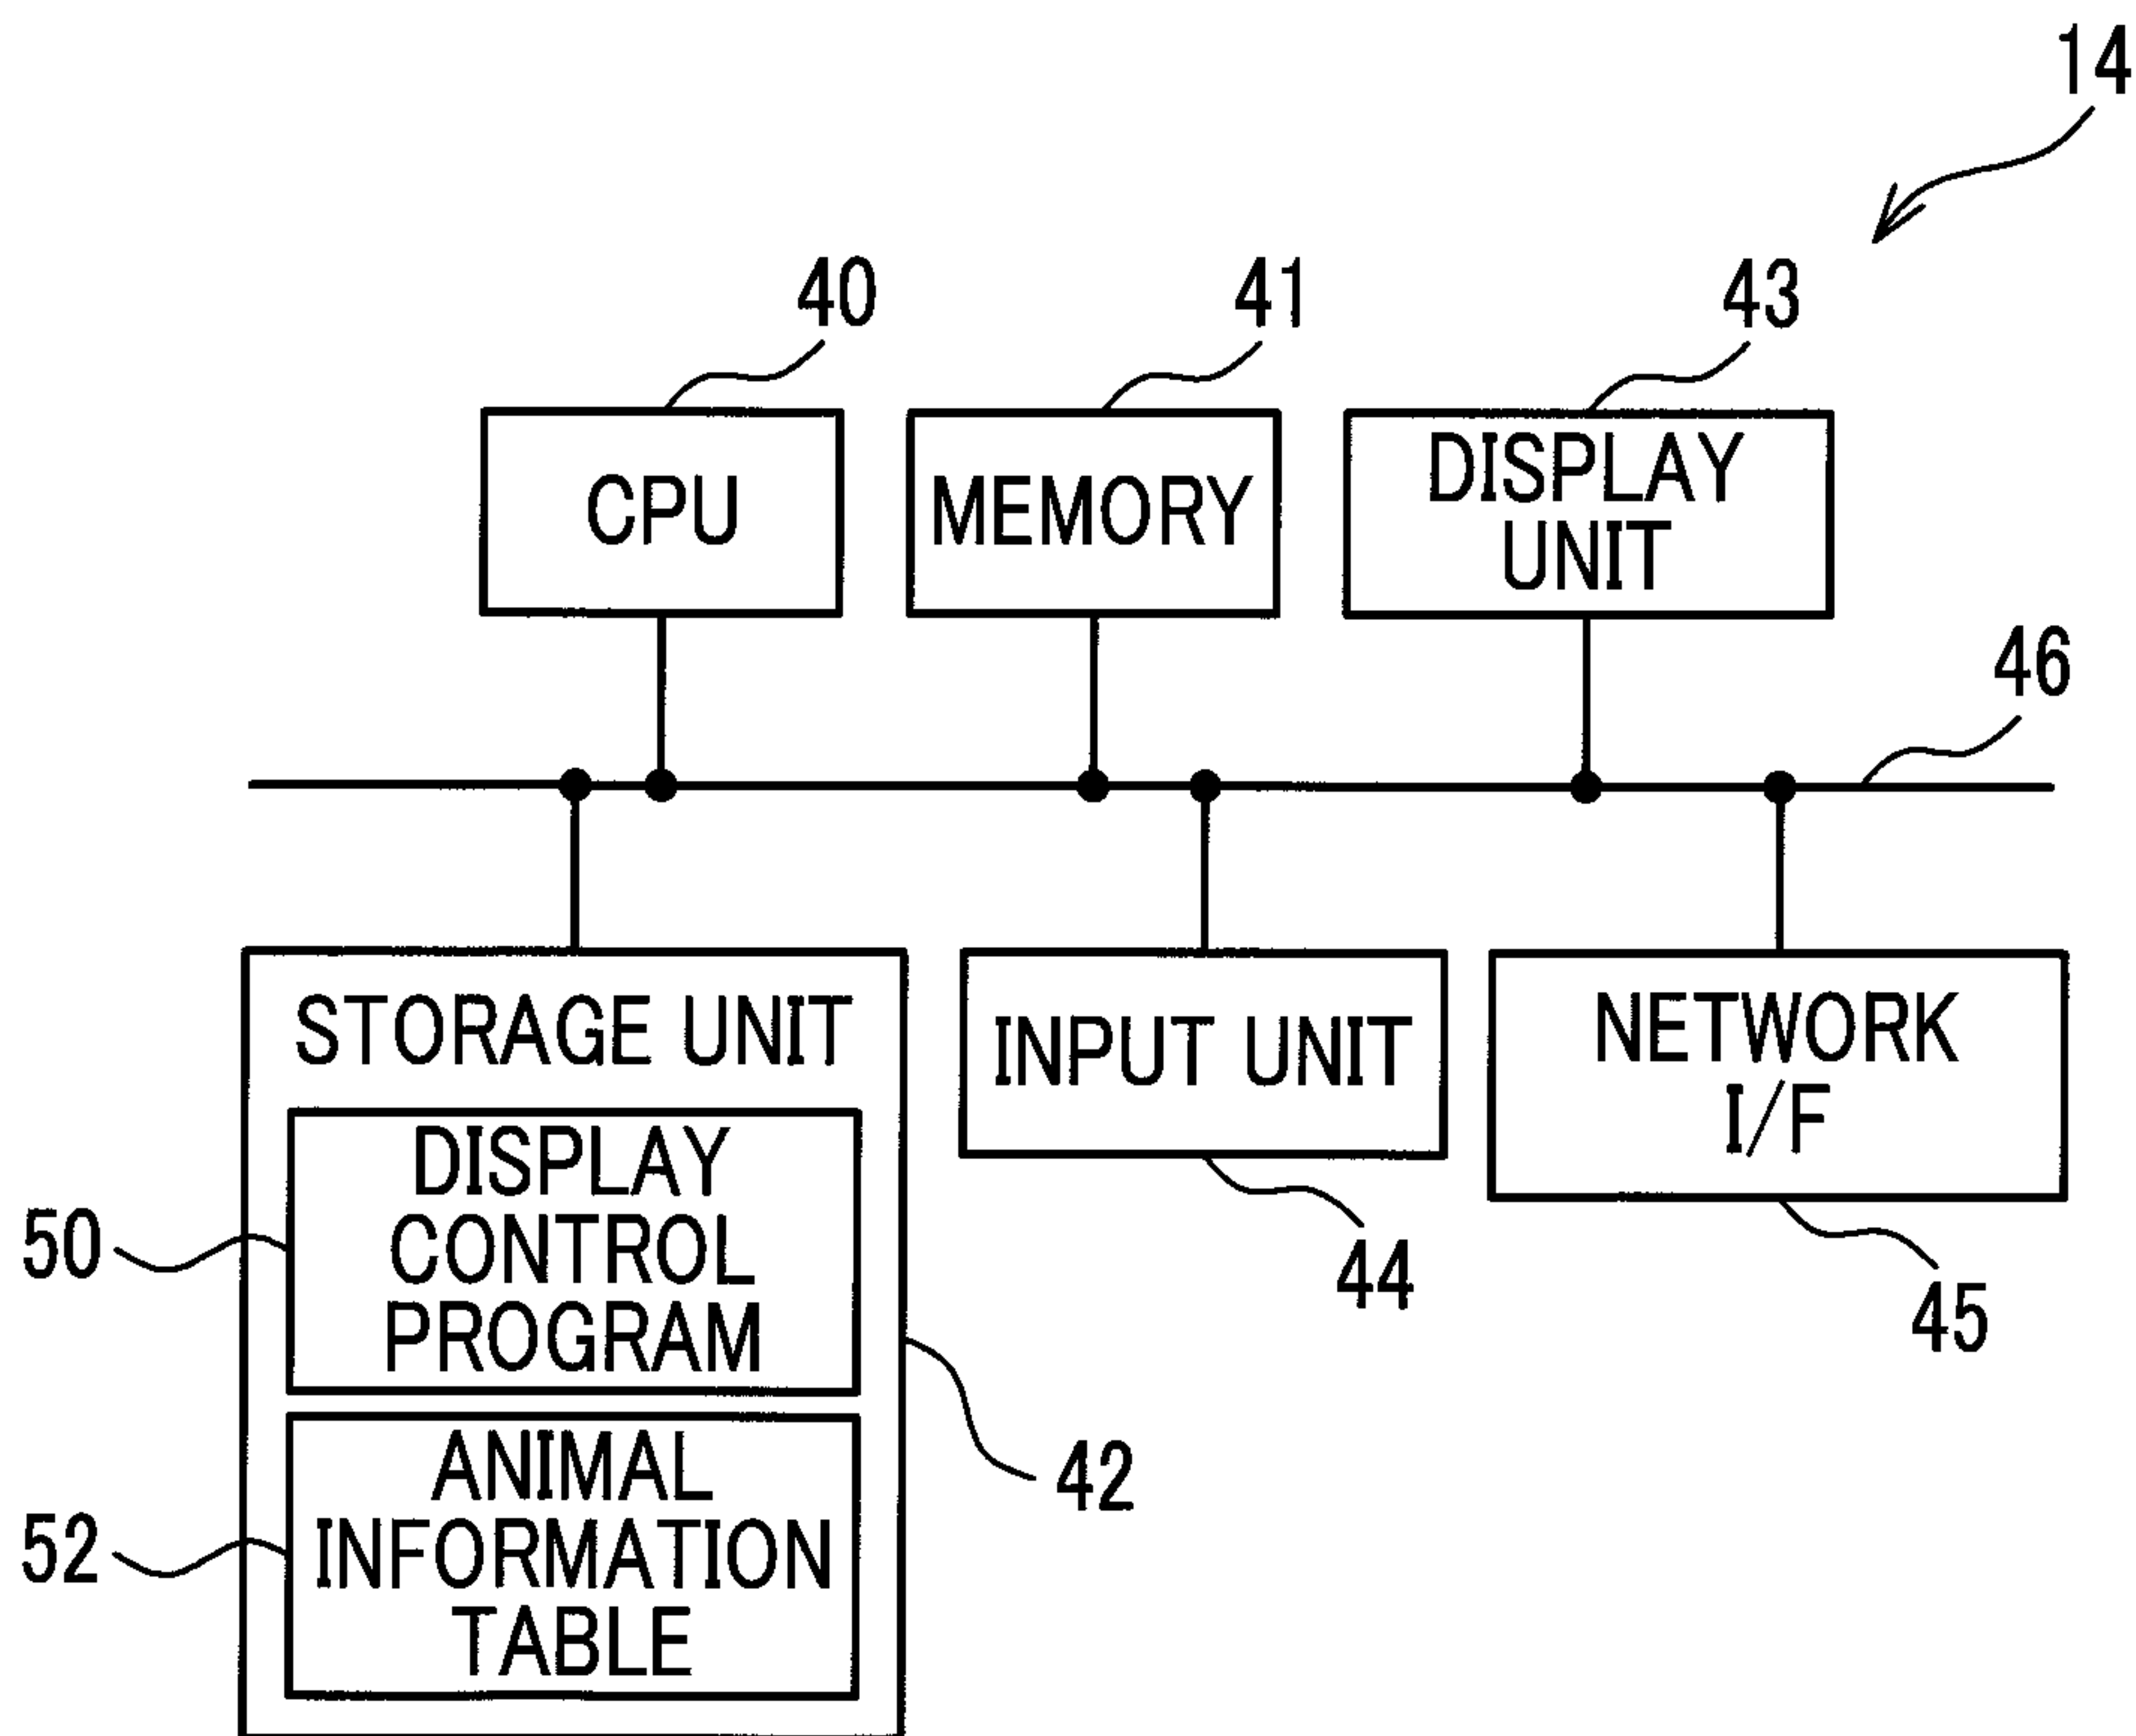 14
40
41
43
CPU
MEMORY
DISPLAY
UNIT
46
STORAGE UNIT
INPUT UNIT
NETWORK
I/F
DISPLAY
CONTROL
PROGRAM
50
44
45
42
ANIMAL
INFORMATION
TABLE
52